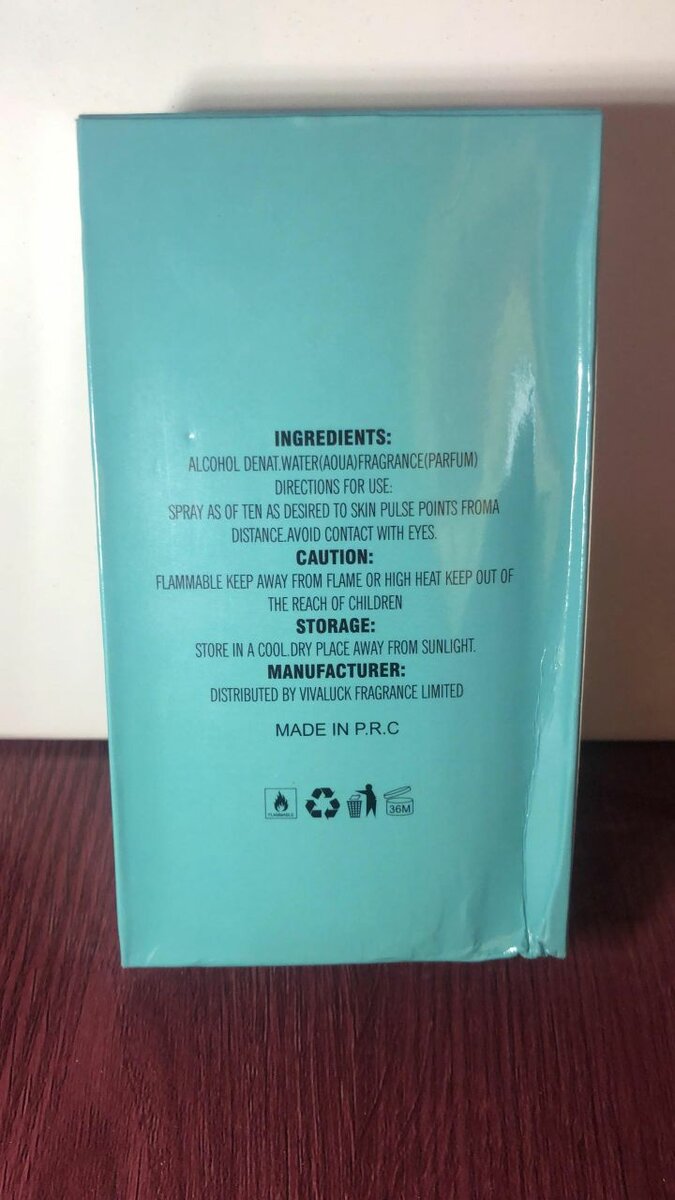 INGREDIENTS:
ALCOHOL DENAT.WATER(AOUA)FRAGRANCE(PARFUM)
DIRECTIONS FOR USE:
SPRAY AS OF TEN AS DESIRED TO SKIN PULSE POINTS FROMA
DISTANCE.AVOID CONTACT WITH EYES.
CAUTION:
FLAMMABLE KEEP AWAY FROM FLAME OR HIGH HEAT KEEP OUT OF
THE REACH OF CHILDREN
STORAGE:
STORE IN A COOL.DRY PLACE AWAY FROM SUNLIGHT.
MANUFACTURER:
DISTRIBUTED BY VIVALUCK FRAGRANCE LIMITED
MADE IN P.R.C
FLAMMABLE
36M